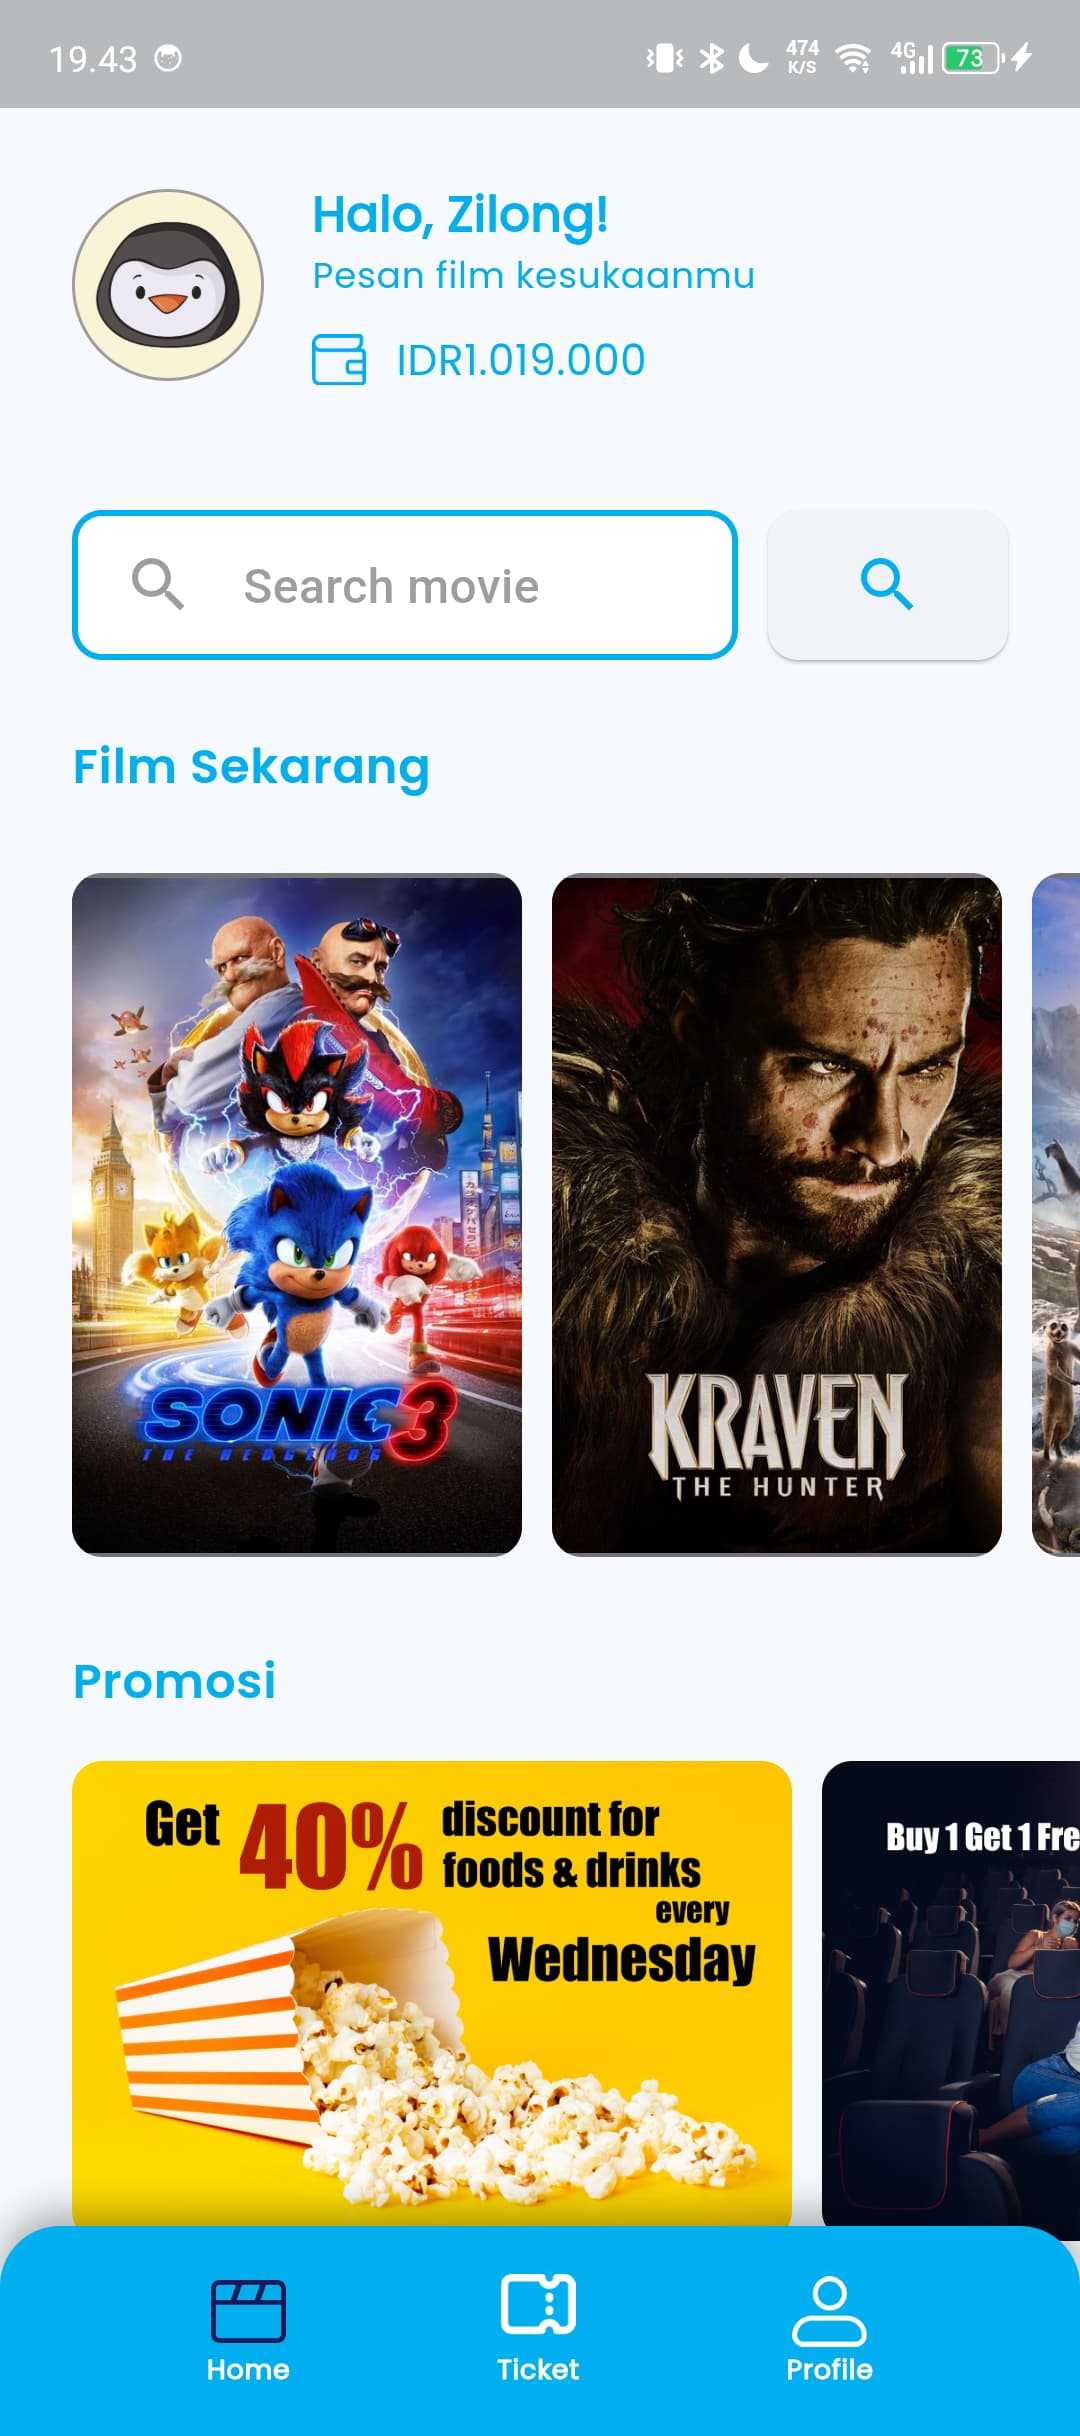 19.43
474
K/S
4G
73
Halo, Zilong!
Pesan film kesukaanmu
IDR1.019.000
Search movie
Film Sekarang
SONIC 3
THE HEDGEHOG
KRAVEN
THE HUNTER
Promosi
Get 40% discount for
foods & drinks
every
Wednesday
Buy 1 Get 1 Fre
Home
Ticket
Profile